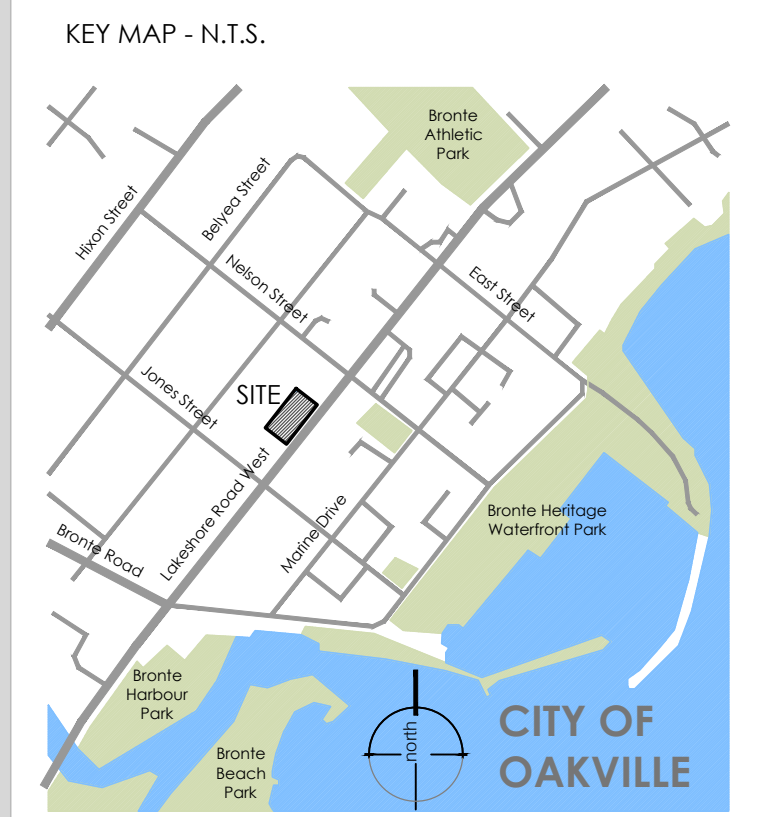 KEY MAP - N.T.S.
Bronte
Athletic
Park
Hixon Street
Belyea Street
Nelson Street
East Street
Jones Street
SITE
Lakeshore Road West
Marine Drive
Bronte Heritage
Waterfront Park
Bronte Road
Bronte
Harbour
Park
Bronte
Beach
Park
north
CITY OF
OAKVILLE